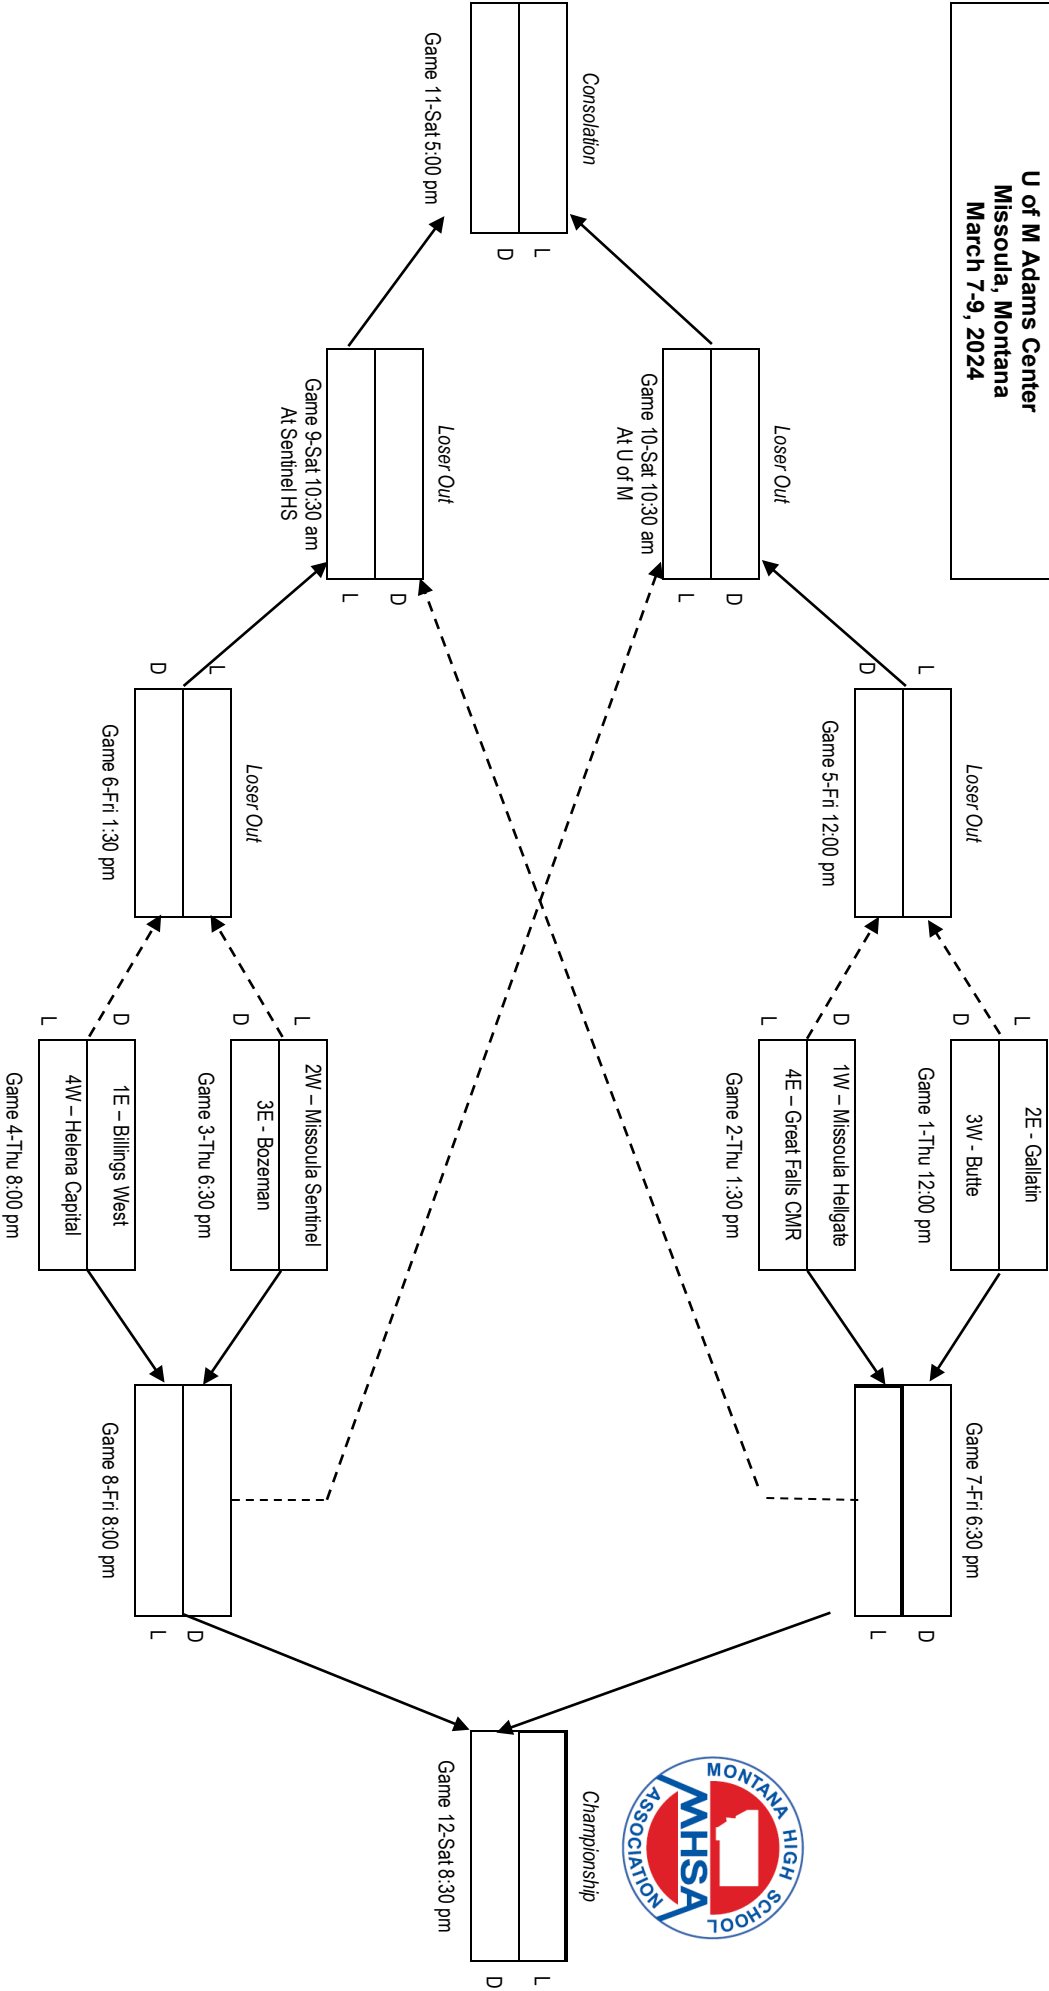 U of M Adams Center
Missoula, Montana
March 7-9, 2024
L
2E - Gallatin
D
3W - Butte
Game 1-Thu 12:00 pm
D
1W – Missoula Hellgate
L
4E – Great Falls CMR
Game 2-Thu 1:30 pm
L
2W – Missoula Sentinel
D
3E - Bozeman
Game 3-Thu 6:30 pm
D
1E – Billings West
L
4W – Helena Capital
Game 4-Thu 8:00 pm
Loser Out
L
D
Game 5-Fri 12:00 pm
Loser Out
L
D
Game 6-Fri 1:30 pm
Game 7-Fri 6:30 pm
D
L
D
L
Game 8-Fri 8:00 pm
Loser Out
D
L
Game 10-Sat 10:30 am
At U of M
Loser Out
D
L
Game 9-Sat 10:30 am
At Sentinel HS
Consolation
L
D
Game 11-Sat 5:00 pm
Championship
L
D
Game 12-Sat 8:30 pm
MONTANA HIGH SCHOOL
MHSA
ASSOCIATION